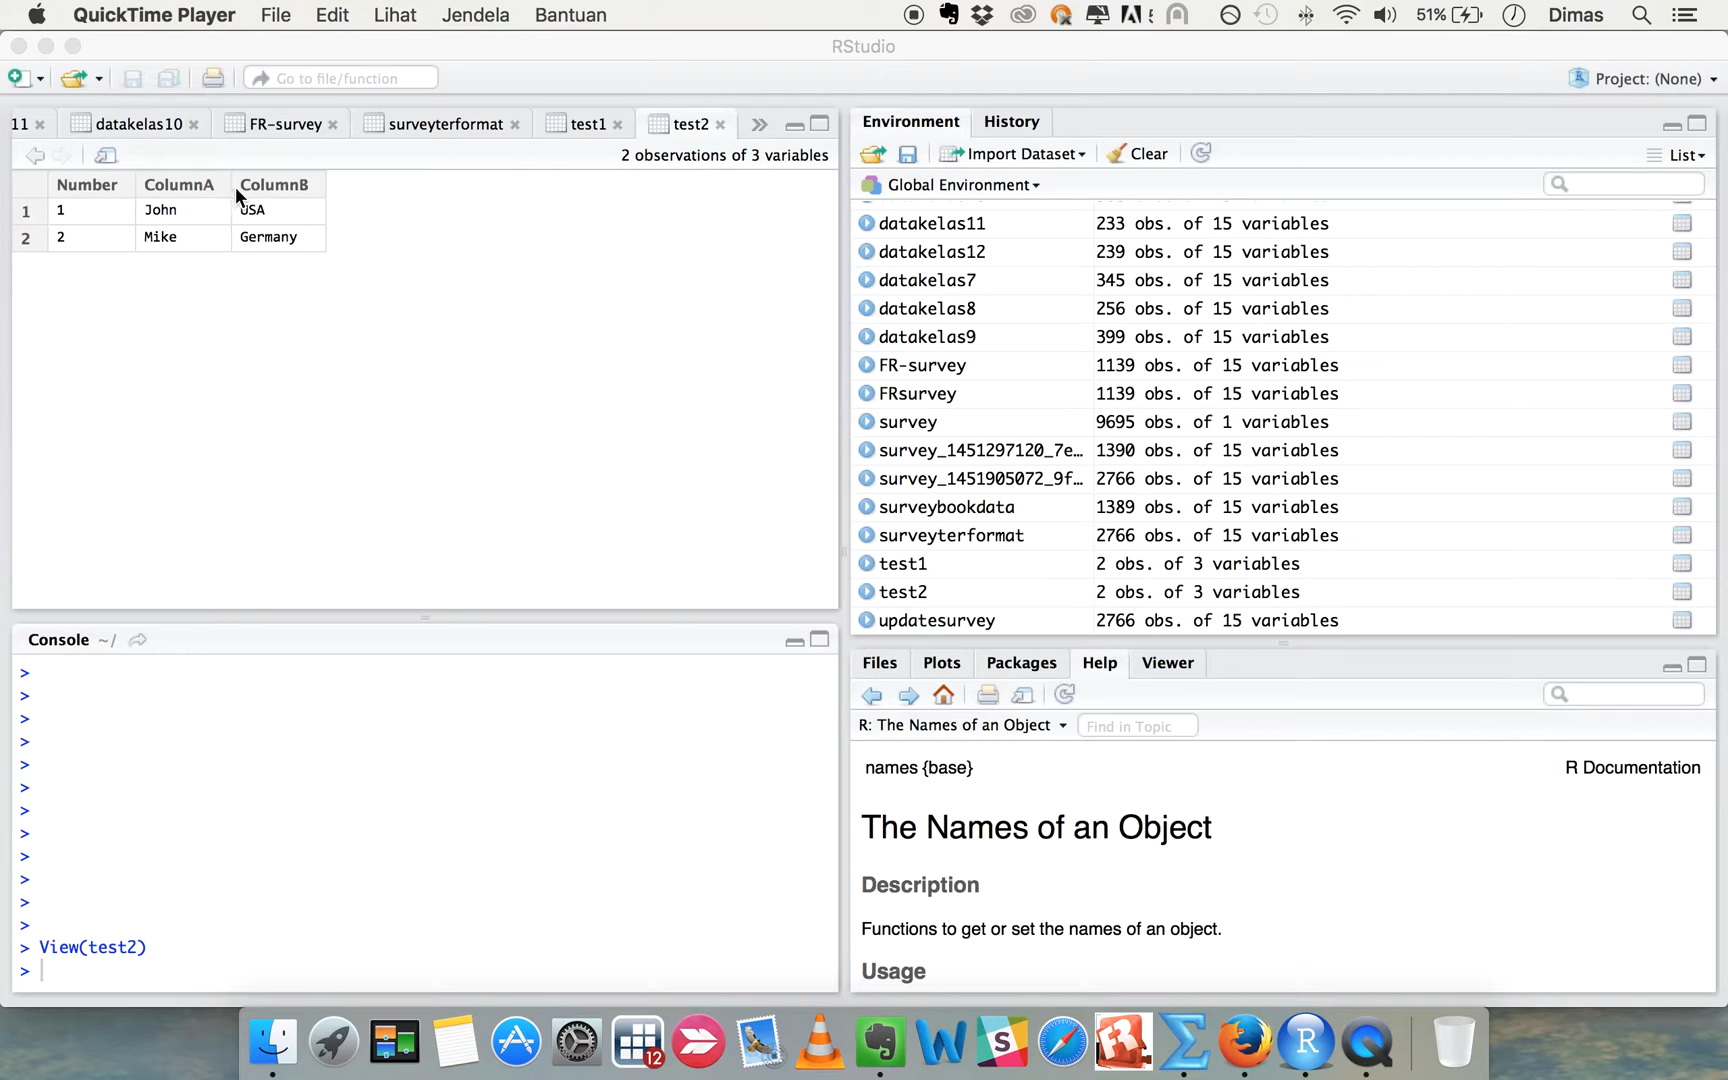 QuickTime Player File Edit Lihat Jendela Bantuan 5 51% Dimas
RStudio
Go to file/function Project: (None)
11 datakelas10 FR-survey surveyterformat test1 test2
2 observations of 3 variables
Number ColumnA ColumnB
1 1 John USA
2 2 Mike Germany
Environment History
Import Dataset Clear List
Global Environment
datakelas11 233 obs. of 15 variables
datakelas12 239 obs. of 15 variables
datakelas7 345 obs. of 15 variables
datakelas8 256 obs. of 15 variables
datakelas9 399 obs. of 15 variables
FR-survey 1139 obs. of 15 variables
FRsurvey 1139 obs. of 15 variables
survey 9695 obs. of 1 variables
survey_1451297120_7e… 1390 obs. of 15 variables
survey_1451905072_9f… 2766 obs. of 15 variables
surveybookdata 1389 obs. of 15 variables
surveyterformat 2766 obs. of 15 variables
test1 2 obs. of 3 variables
test2 2 obs. of 3 variables
updatesurvey 2766 obs. of 15 variables
Console ~/
>
>
>
>
>
>
>
>
>
>
>
>
> View(test2)
>
Files Plots Packages Help Viewer
R: The Names of an Object Find in Topic
names {base} R Documentation
The Names of an Object
Description
Functions to get or set the names of an object.
Usage
12 W S FR Σ R